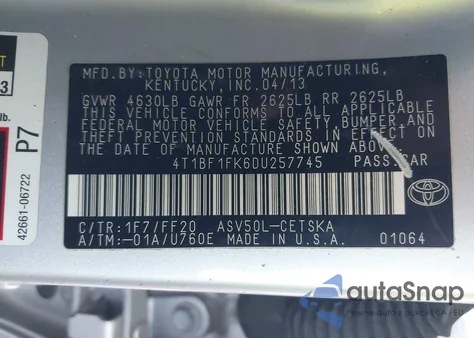 MFD.BY:TOYOTA MOTOR MANUFACTURING,
KENTUCKY, INC.04/13
GVWR 4630LB GAWR FR 2625LB RR 2625LB
THIS VEHICLE CONFORMS TO ALL APPLICABLE
FEDERAL MOTOR VEHICLE SAFETY, BUMPER, AND
THEFT PREVENTION STANDARDS IN EFFECT ON
THE DATE OF MANUFACTURE SHOWN ABOVE.
4T1BF1FK6DU257745 PASS.CAR
TOYOTA
C/TR: 1F7/FF20 ASV50L-CETSKA
A/TM: -01A/U760E MADE IN U.S.A. 01064
3
lb.
P7
42661-06722
autoSnap